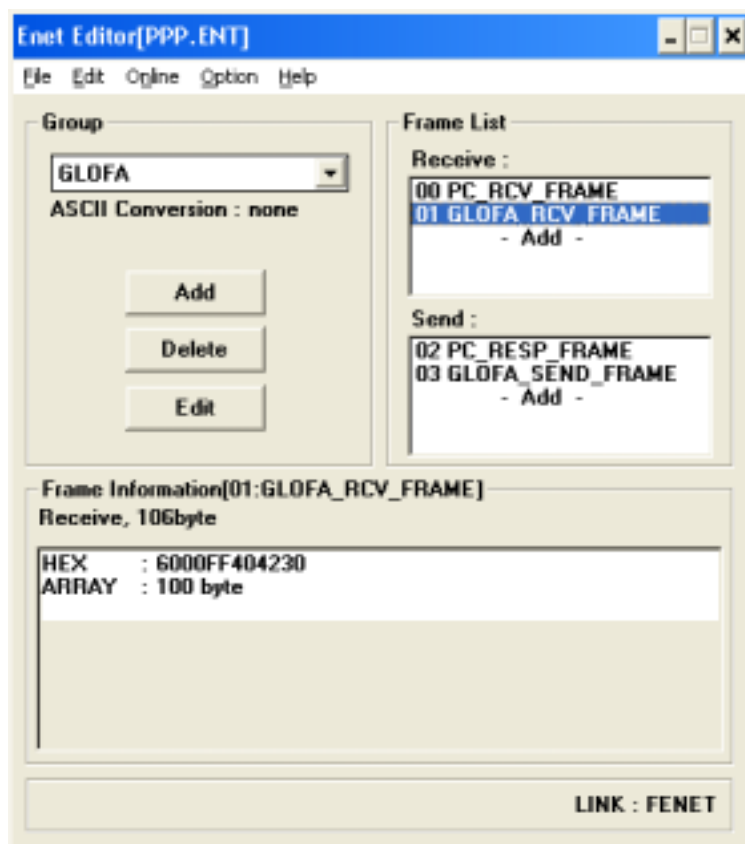 Enet Editor[PPP.ENT]
File Edit Online Option Help
Group
GLOFA
ASCII Conversion : none
Add
Delete
Edit
Frame List
Receive :
00 PC_RCV_FRAME
01 GLOFA_RCV_FRAME
- Add -
Send :
02 PC_RESP_FRAME
03 GLOFA_SEND_FRAME
- Add -
Frame Information[01:GLOFA_RCV_FRAME]
Receive, 106byte
HEX : 6000FF404230
ARRAY : 100 byte
LINK : FENET